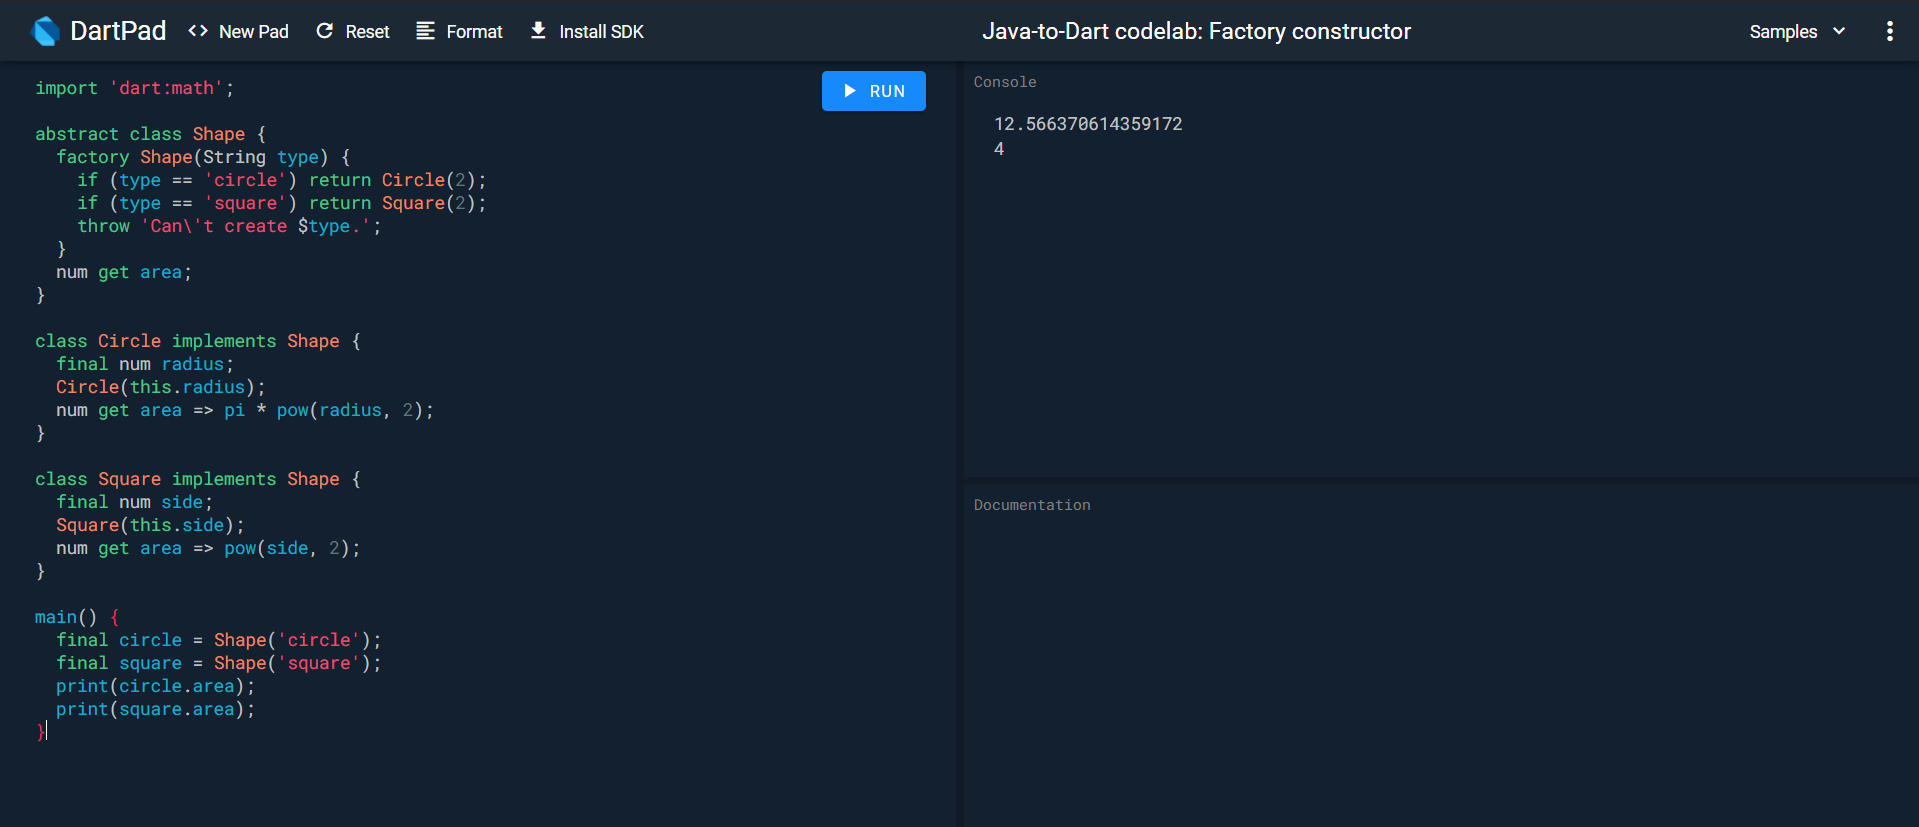 DartPad <> New Pad Reset Format Install SDK Java-to-Dart codelab: Factory constructor Samples
import 'dart:math';
RUN

abstract class Shape {
  factory Shape(String type) {
    if (type == 'circle') return Circle(2);
    if (type == 'square') return Square(2);
    throw 'Can\'t create $type.';
  }
  num get area;
}

class Circle implements Shape {
  final num radius;
  Circle(this.radius);
  num get area => pi * pow(radius, 2);
}

class Square implements Shape {
  final num side;
  Square(this.side);
  num get area => pow(side, 2);
}

main() {
  final circle = Shape('circle');
  final square = Shape('square');
  print(circle.area);
  print(square.area);
}
Console
12.566370614359172
4
Documentation